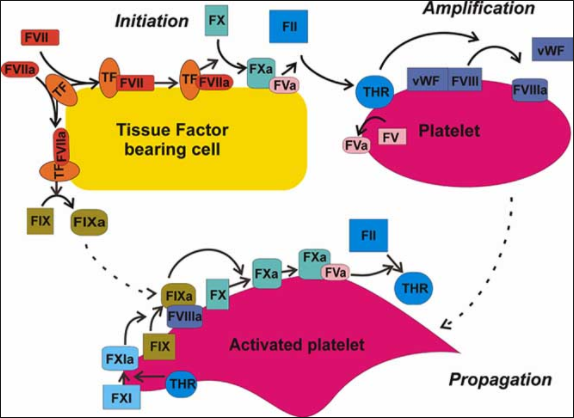 Initiation
Amplification
FVII
FX
FII
vWF
FVIIa
TF
TF
FVII
TF
FVIIa
FXa
FVa
THR
vWF
FVIII
FVIIIa
Tissue Factor
bearing cell
Platelet
FVa
FV
TF
FVIIa
FIX
FIXa
FII
FXa
FXa
FVa
THR
FIXa
FX
FVIIIa
FXIa
FIX
Activated platelet
FXI
THR
Propagation